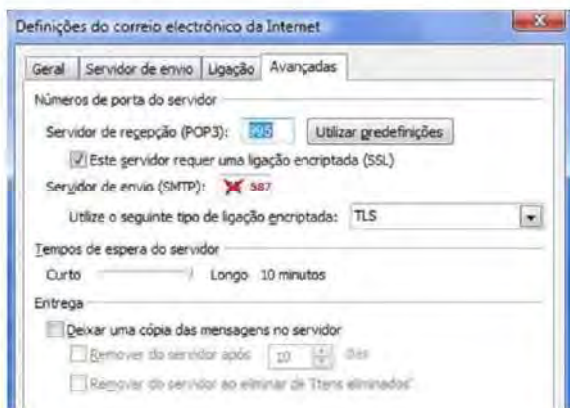 Definições do correio electrónico da Internet
Geral Servidor de envio Ligação Avançadas
Números de porta do servidor
Servidor de recepção (POP3): 995 Utilizar predefinições
Este servidor requer uma ligação encriptada (SSL)
Servidor de envio (SMTP): 587
Utilize o seguinte tipo de ligação encriptada: TLS
Tempos de espera do servidor
Curto Longo 10 minutos
Entrega
Deixar uma cópia das mensagens no servidor
Remover do servidor após 10 dias
Remover do servidor ao eliminar de 'Itens eliminados'